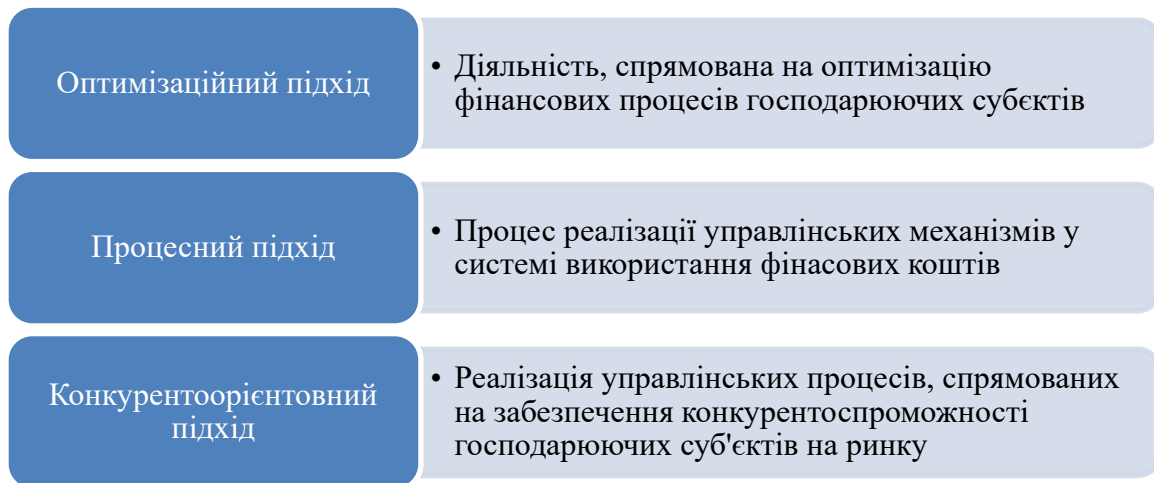 Оптимізаційний підхід
• Діяльність, спрямована на оптимізацію
фінансових процесів господарюючих субєктів
Процесний підхід
• Процес реалізації управлінських механізмів у
системі використання фінасових коштів
Конкурентоорієнтовний
підхід
• Реалізація управлінських процесів, спрямованих
на забезпечення конкурентоспроможності
господарюючих суб'єктів на ринку